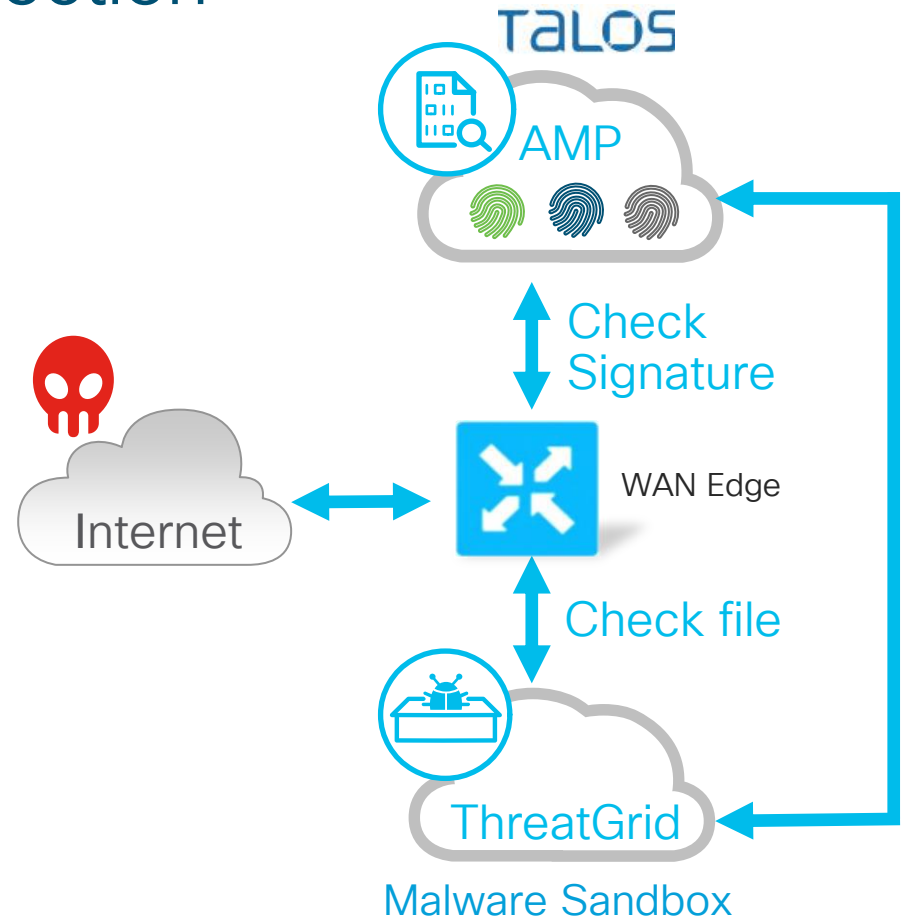 TaLOS
AMP
Check
Signature
WAN Edge
Internet
Check file
ThreatGrid
Malware Sandbox